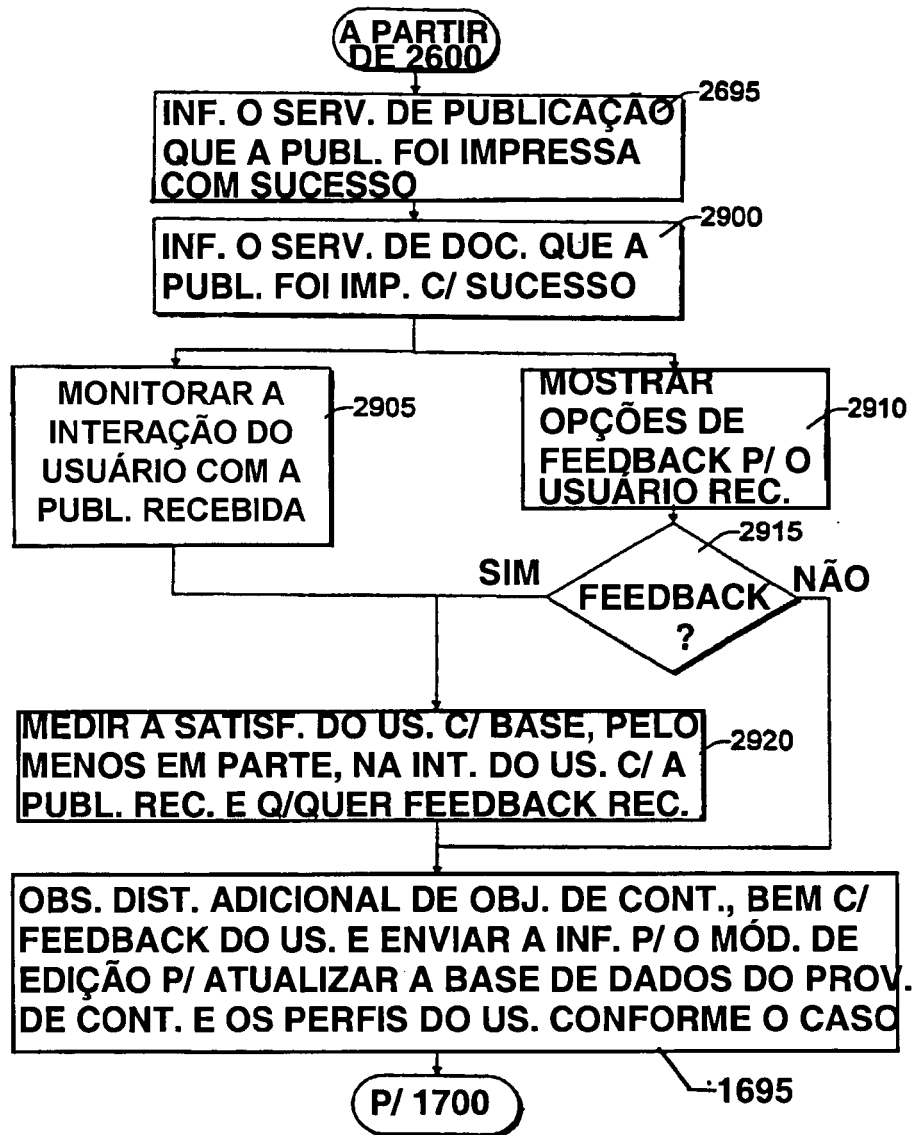 A PARTIR
DE 2600
2695
INF. O SERV. DE PUBLICAÇÃO
QUE A PUBL. FOI IMPRESSA
COM SUCESSO
2900
INF. O SERV. DE DOC. QUE A
PUBL. FOI IMP. C/ SUCESSO
MONITORAR A
INTERAÇÃO DO
USUÁRIO COM A
PUBL. RECEBIDA
2905
MOSTRAR
OPÇÕES DE
FEEDBACK P/ O
USUÁRIO REC.
2910
2915
SIM
FEEDBACK
?
NÃO
MEDIR A SATISF. DO US. C/ BASE, PELO
MENOS EM PARTE, NA INT. DO US. C/ A
PUBL. REC. E Q/QUER FEEDBACK REC.
2920
OBS. DIST. ADICIONAL DE OBJ. DE CONT., BEM C/
FEEDBACK DO US. E ENVIAR A INF. P/ O MÓD. DE
EDIÇÃO P/ ATUALIZAR A BASE DE DADOS DO PROV.
DE CONT. E OS PERFIS DO US. CONFORME O CASO
1695
P/ 1700